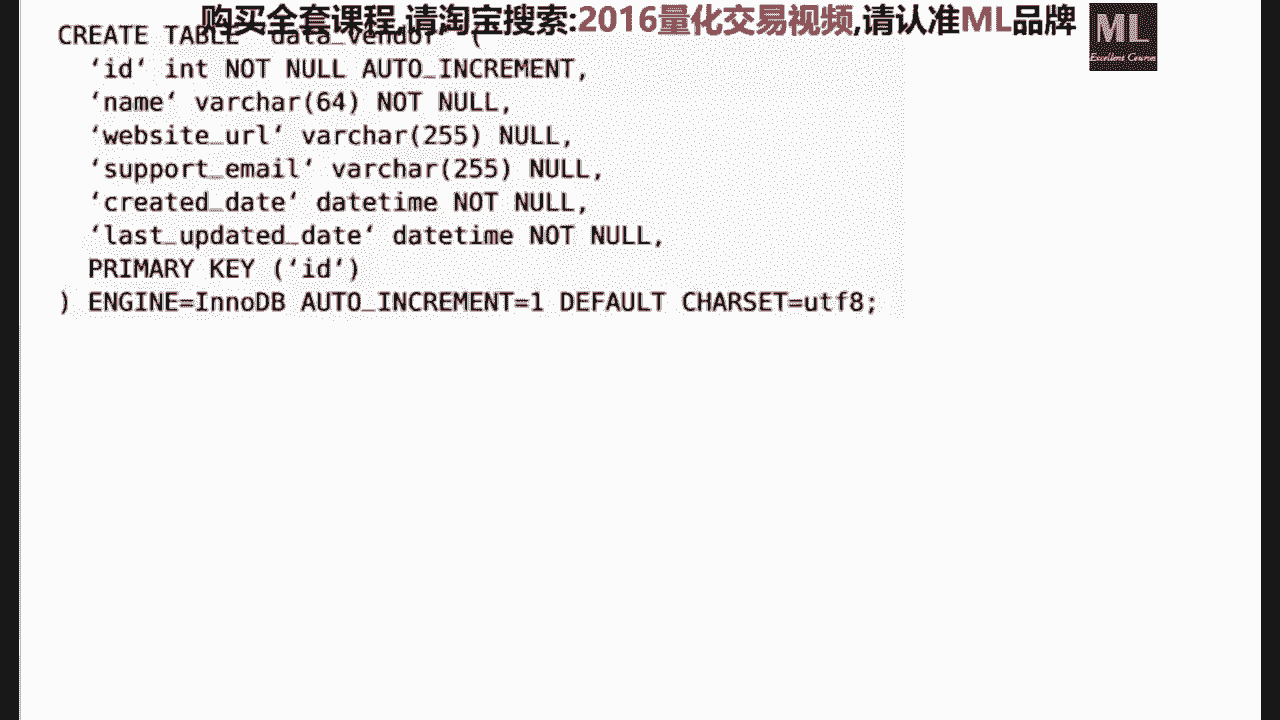 购买全套课程,请淘宝搜索:2016量化交易视频,请认准ML品牌
ML
Excellent Courses
CREATE TABLE ‘data_vendor‘ (
‘id‘ int NOT NULL AUTO_INCREMENT,
‘name‘ varchar(64) NOT NULL,
‘website_url‘ varchar(255) NULL,
‘support_email‘ varchar(255) NULL,
‘created_date‘ datetime NOT NULL,
‘last_updated_date‘ datetime NOT NULL,
PRIMARY KEY (‘id‘)
) ENGINE=InnoDB AUTO_INCREMENT=1 DEFAULT CHARSET=utf8;